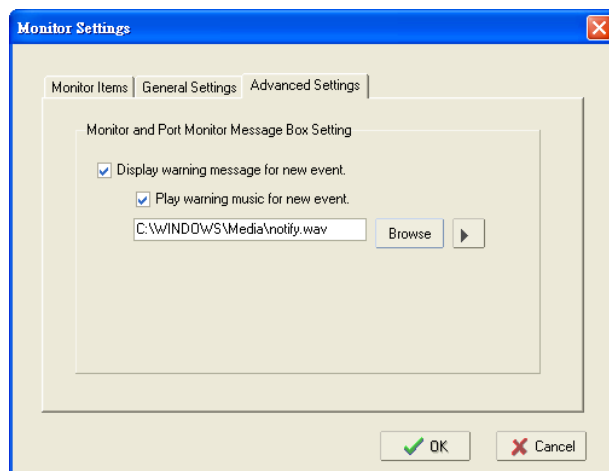 Monitor Settings
Monitor Items General Settings Advanced Settings
Monitor and Port Monitor Message Box Setting
Display warning message for new event.
Play warning music for new event.
C:\WINDOWS\Media\notify.wav Browse
OK Cancel